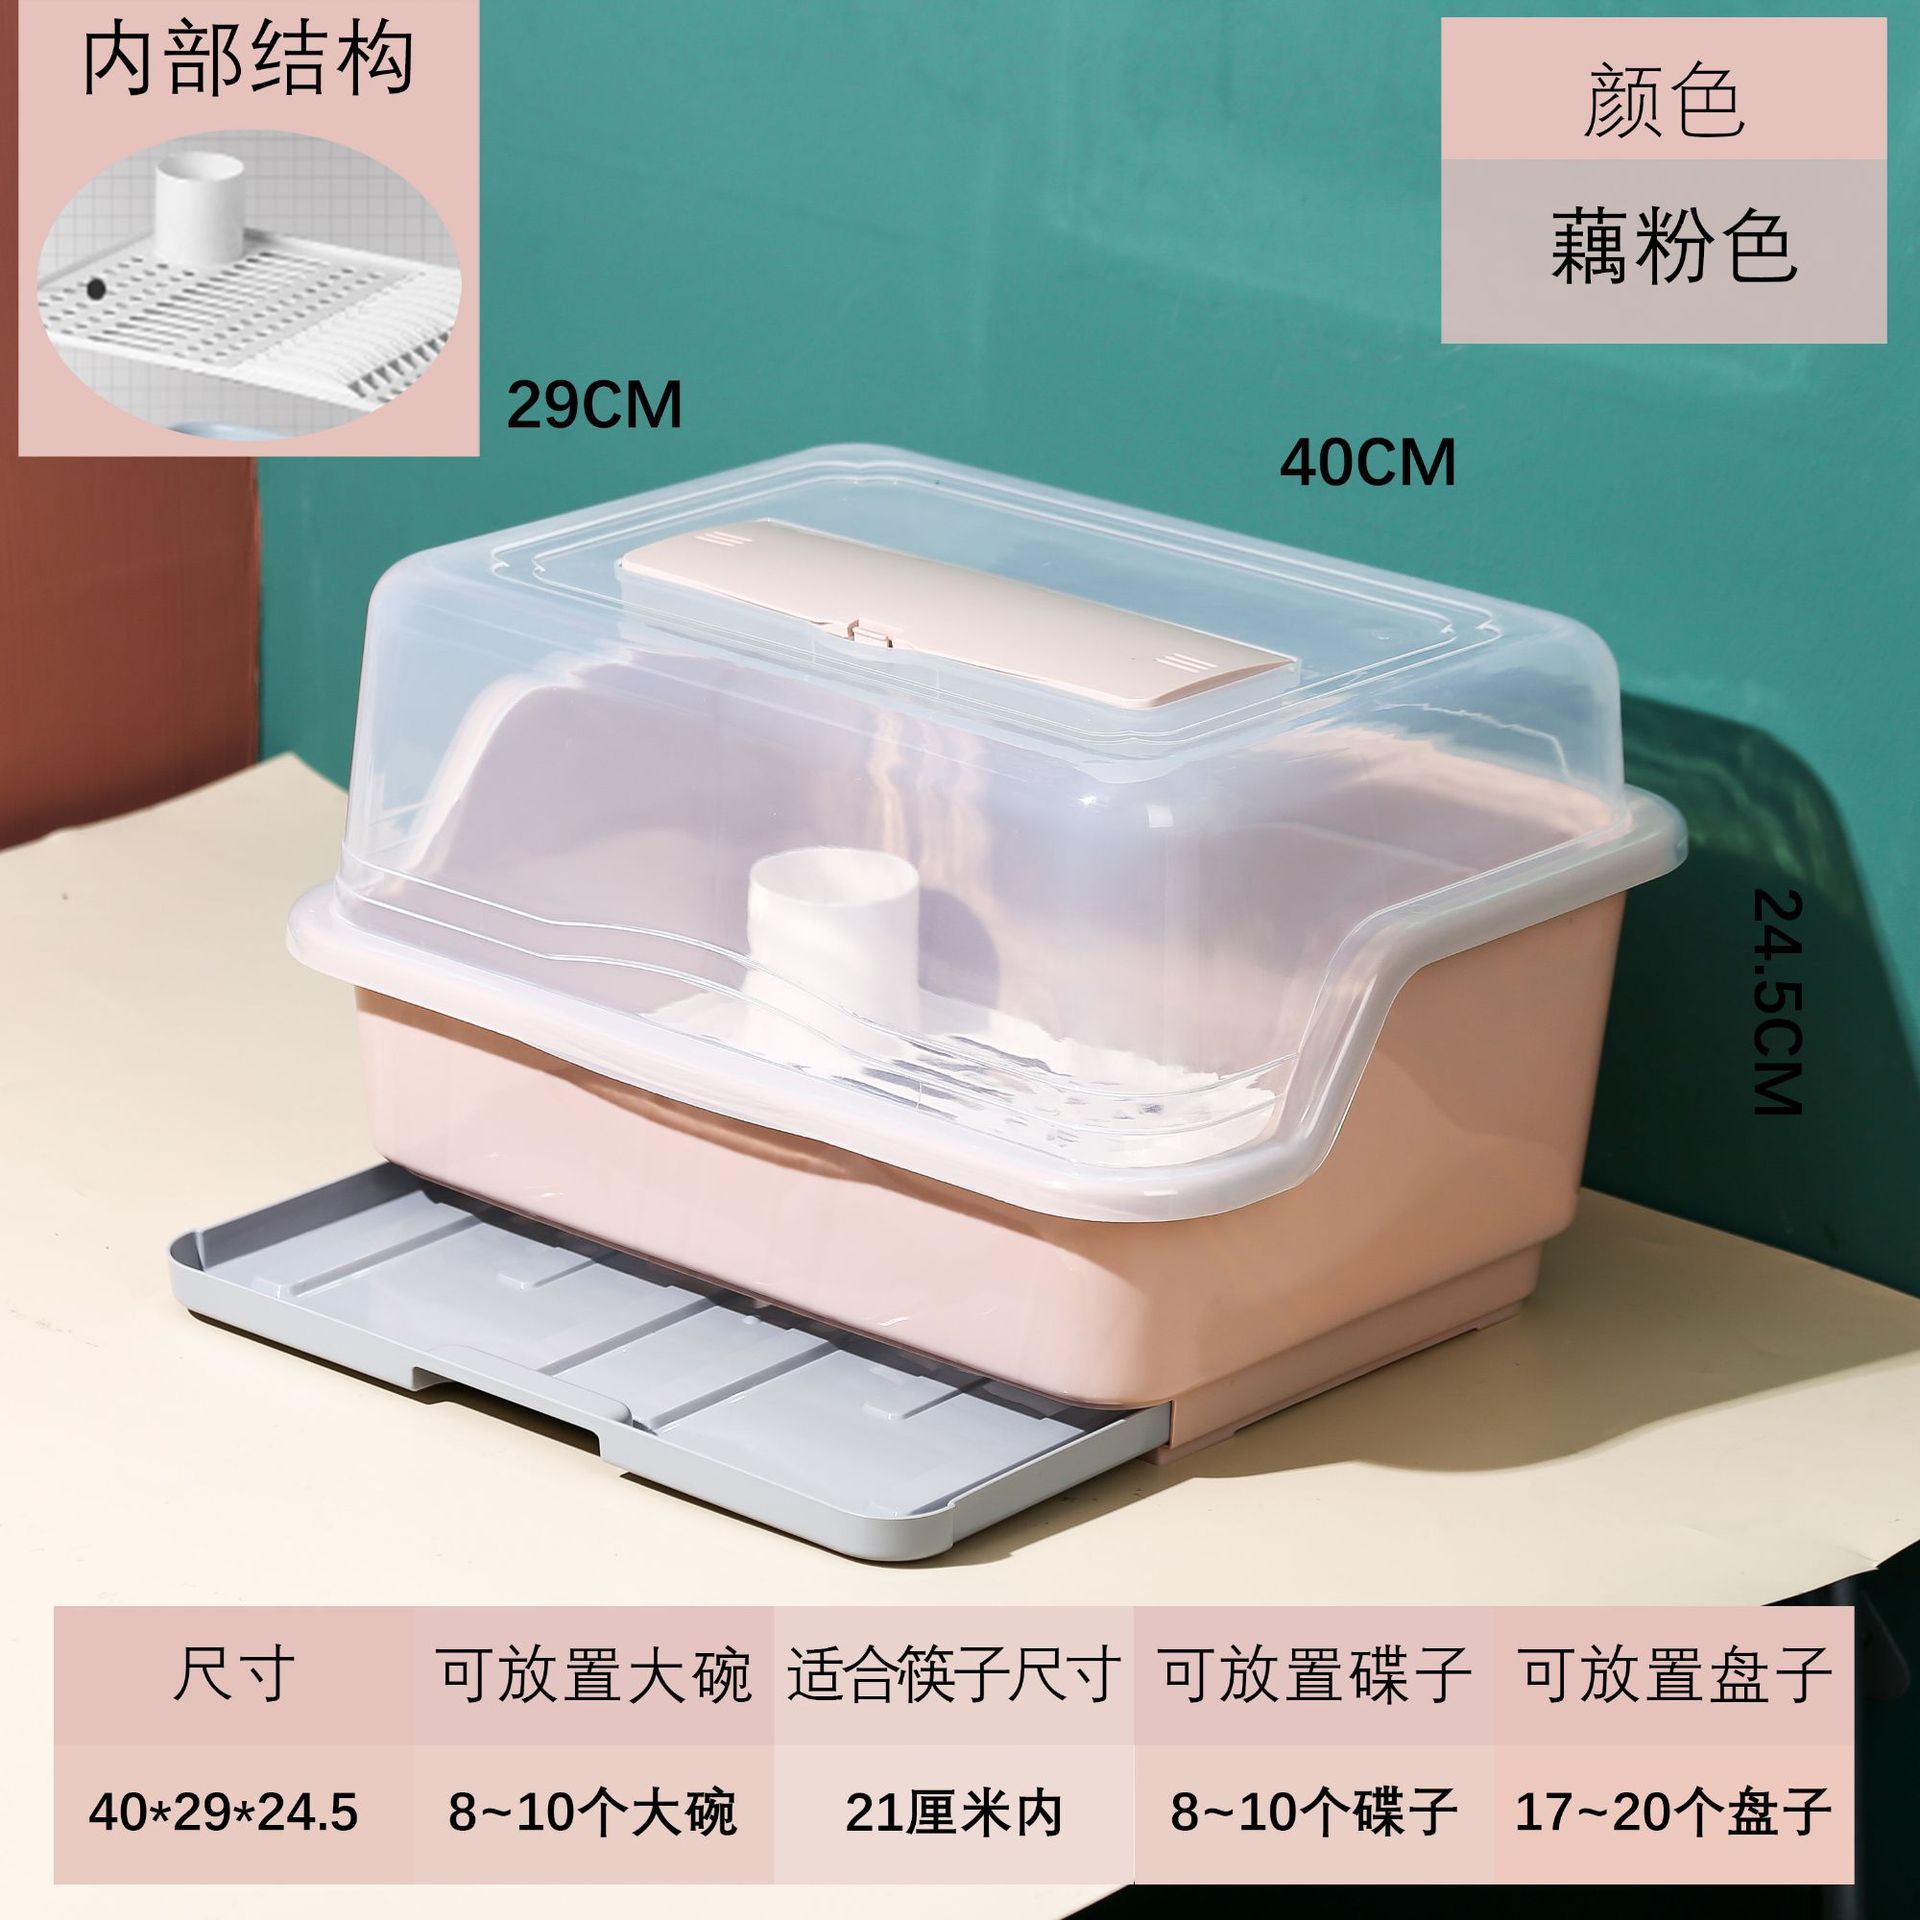 内部结构
颜色
藕粉色
29CM
40CM
24.5CM
尺寸 可放置大碗 适合筷子尺寸 可放置碟子 可放置盘子
40*29*24.5 8~10个大碗 21厘米内 8~10个碟子 17~20个盘子